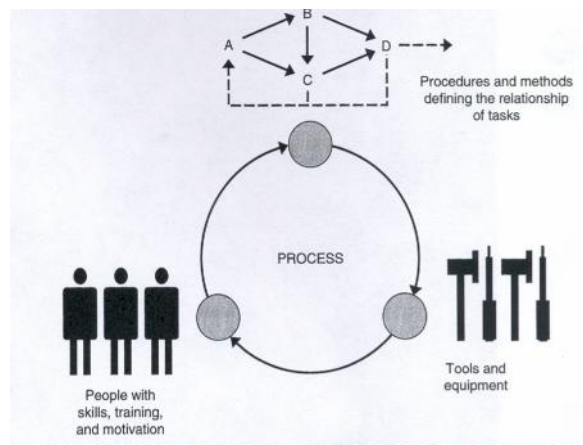 B
A
D
C
Procedures and methods
defining the relationship
of tasks
PROCESS
Tools and
equipment
People with
skills, training,
and motivation